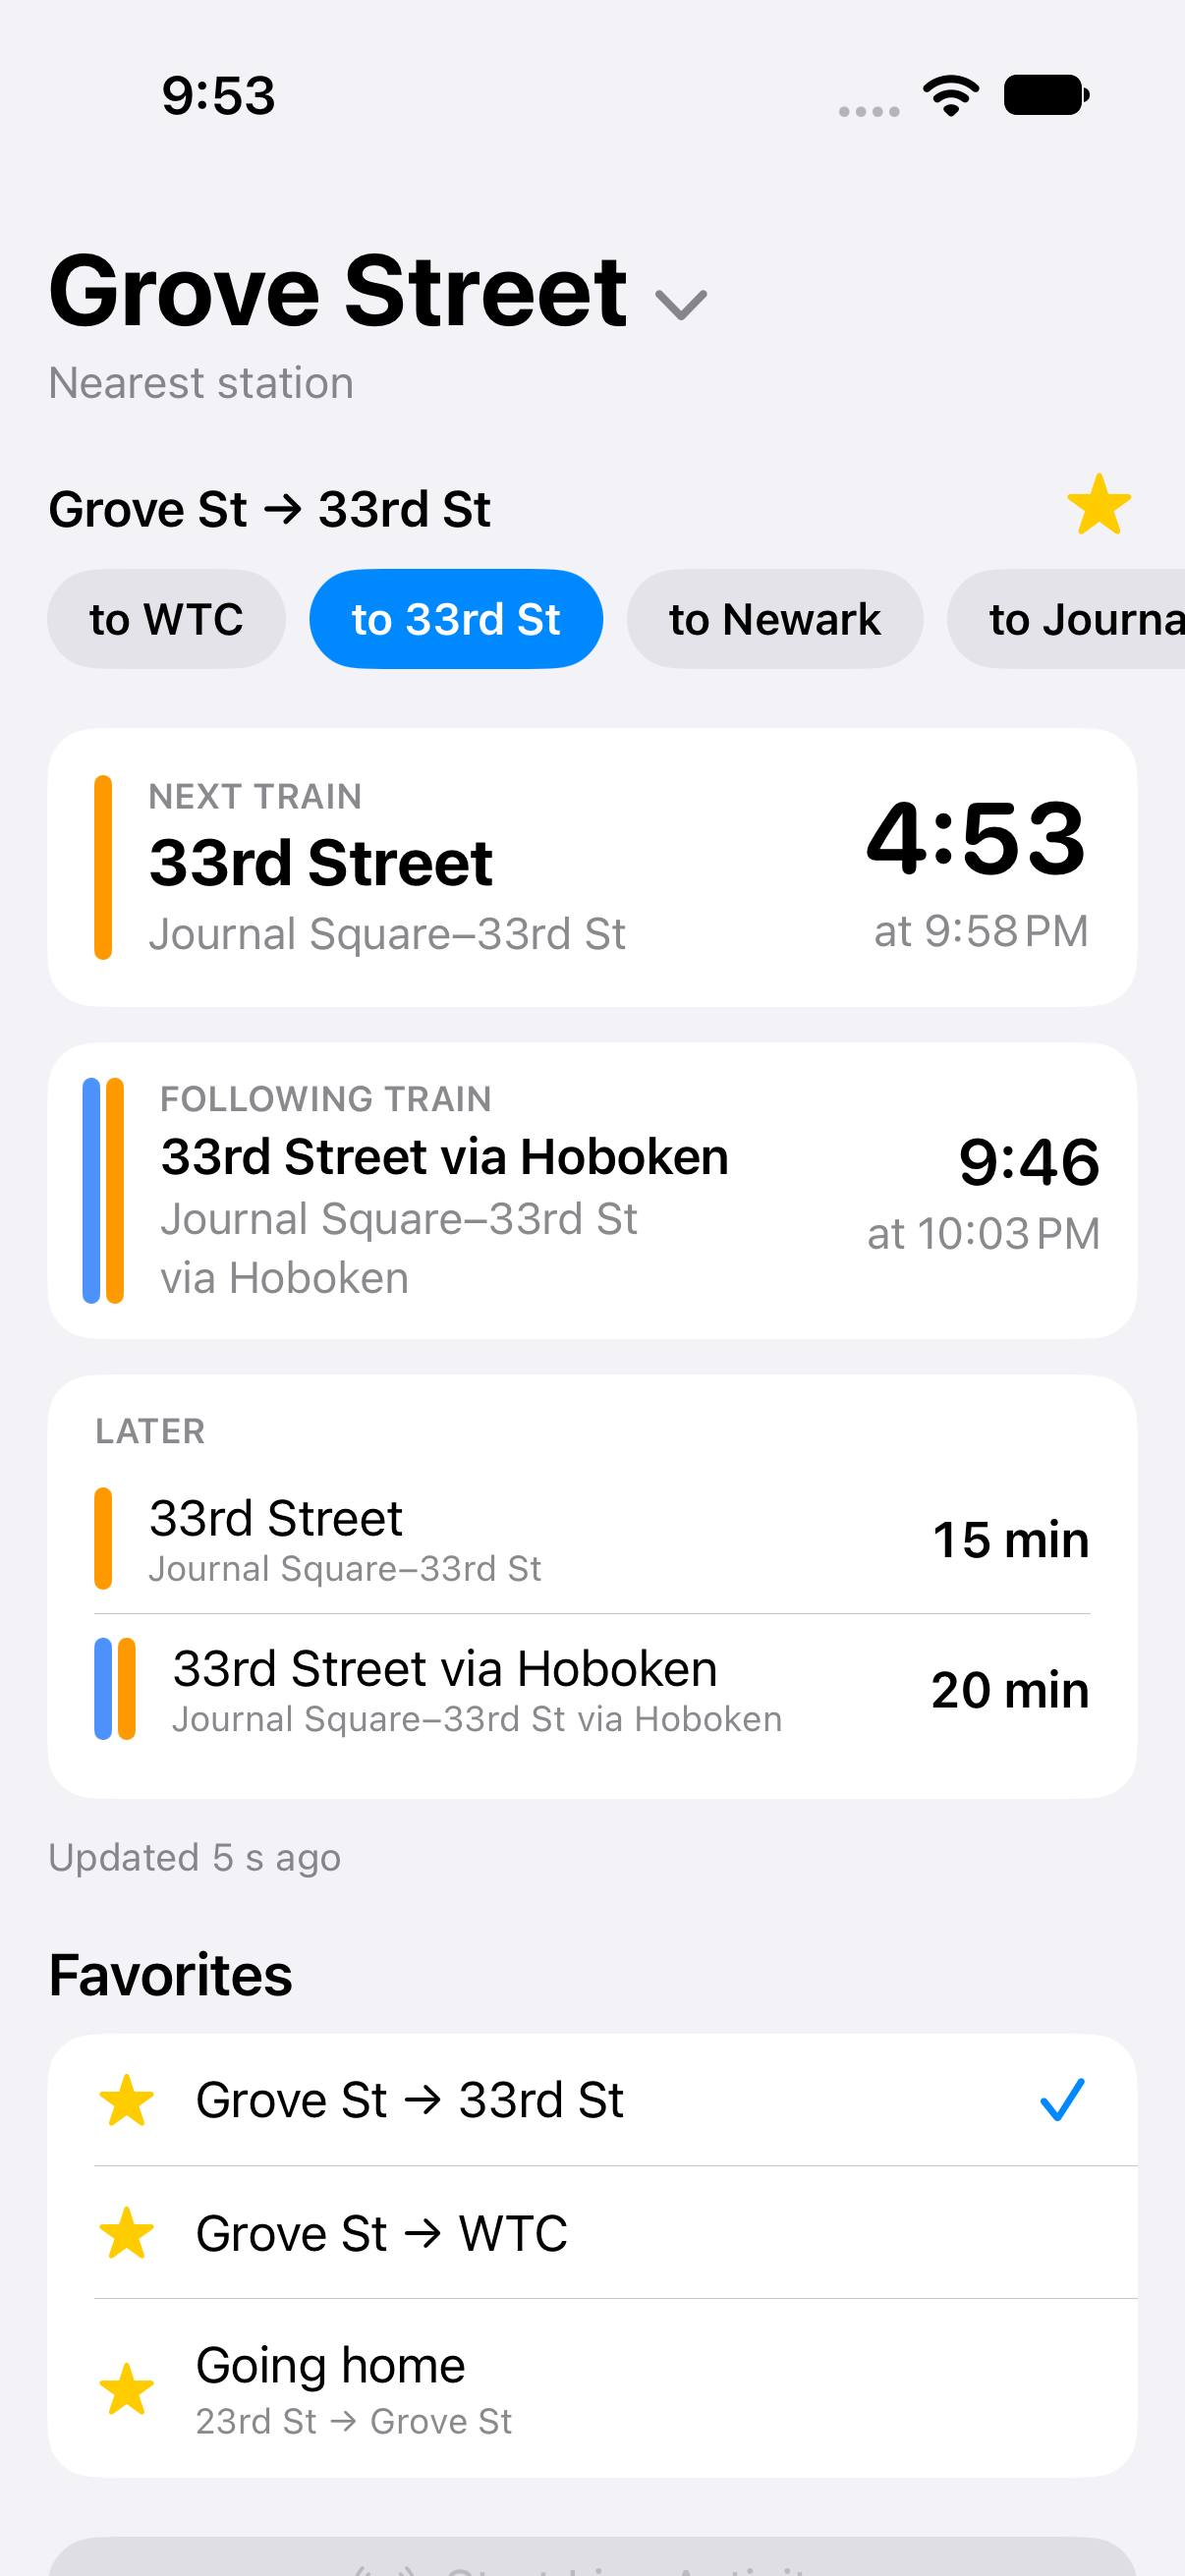 9:53
Grove Street
Nearest station
Grove St → 33rd St
to WTC
to 33rd St
to Newark
to Journa
NEXT TRAIN
33rd Street
Journal Square–33rd St
4:53
at 9:58 PM
FOLLOWING TRAIN
33rd Street via Hoboken
Journal Square–33rd St
via Hoboken
9:46
at 10:03 PM
LATER
33rd Street
Journal Square–33rd St
15 min
33rd Street via Hoboken
Journal Square–33rd St via Hoboken
20 min
Updated 5 s ago
Favorites
Grove St → 33rd St
Grove St → WTC
Going home
23rd St → Grove St